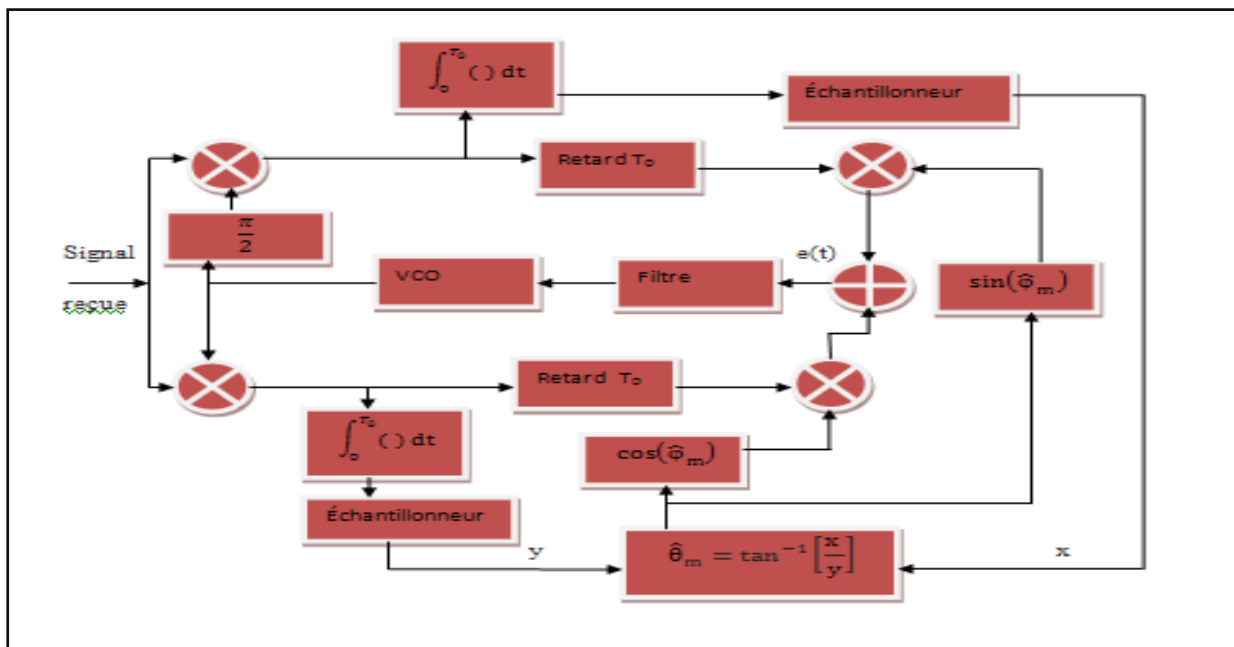 ∫₀^T₀ ( ) dt
Échantillonneur
Retard T₀
π/2
Signal
reçue
VCO
Filtre
e(t)
sin(φ̂ₘ)
Retard T₀
∫₀^T₀ ( ) dt
cos(φ̂ₘ)
Échantillonneur
y
θ̂ₘ = tan⁻¹[x/y]
x